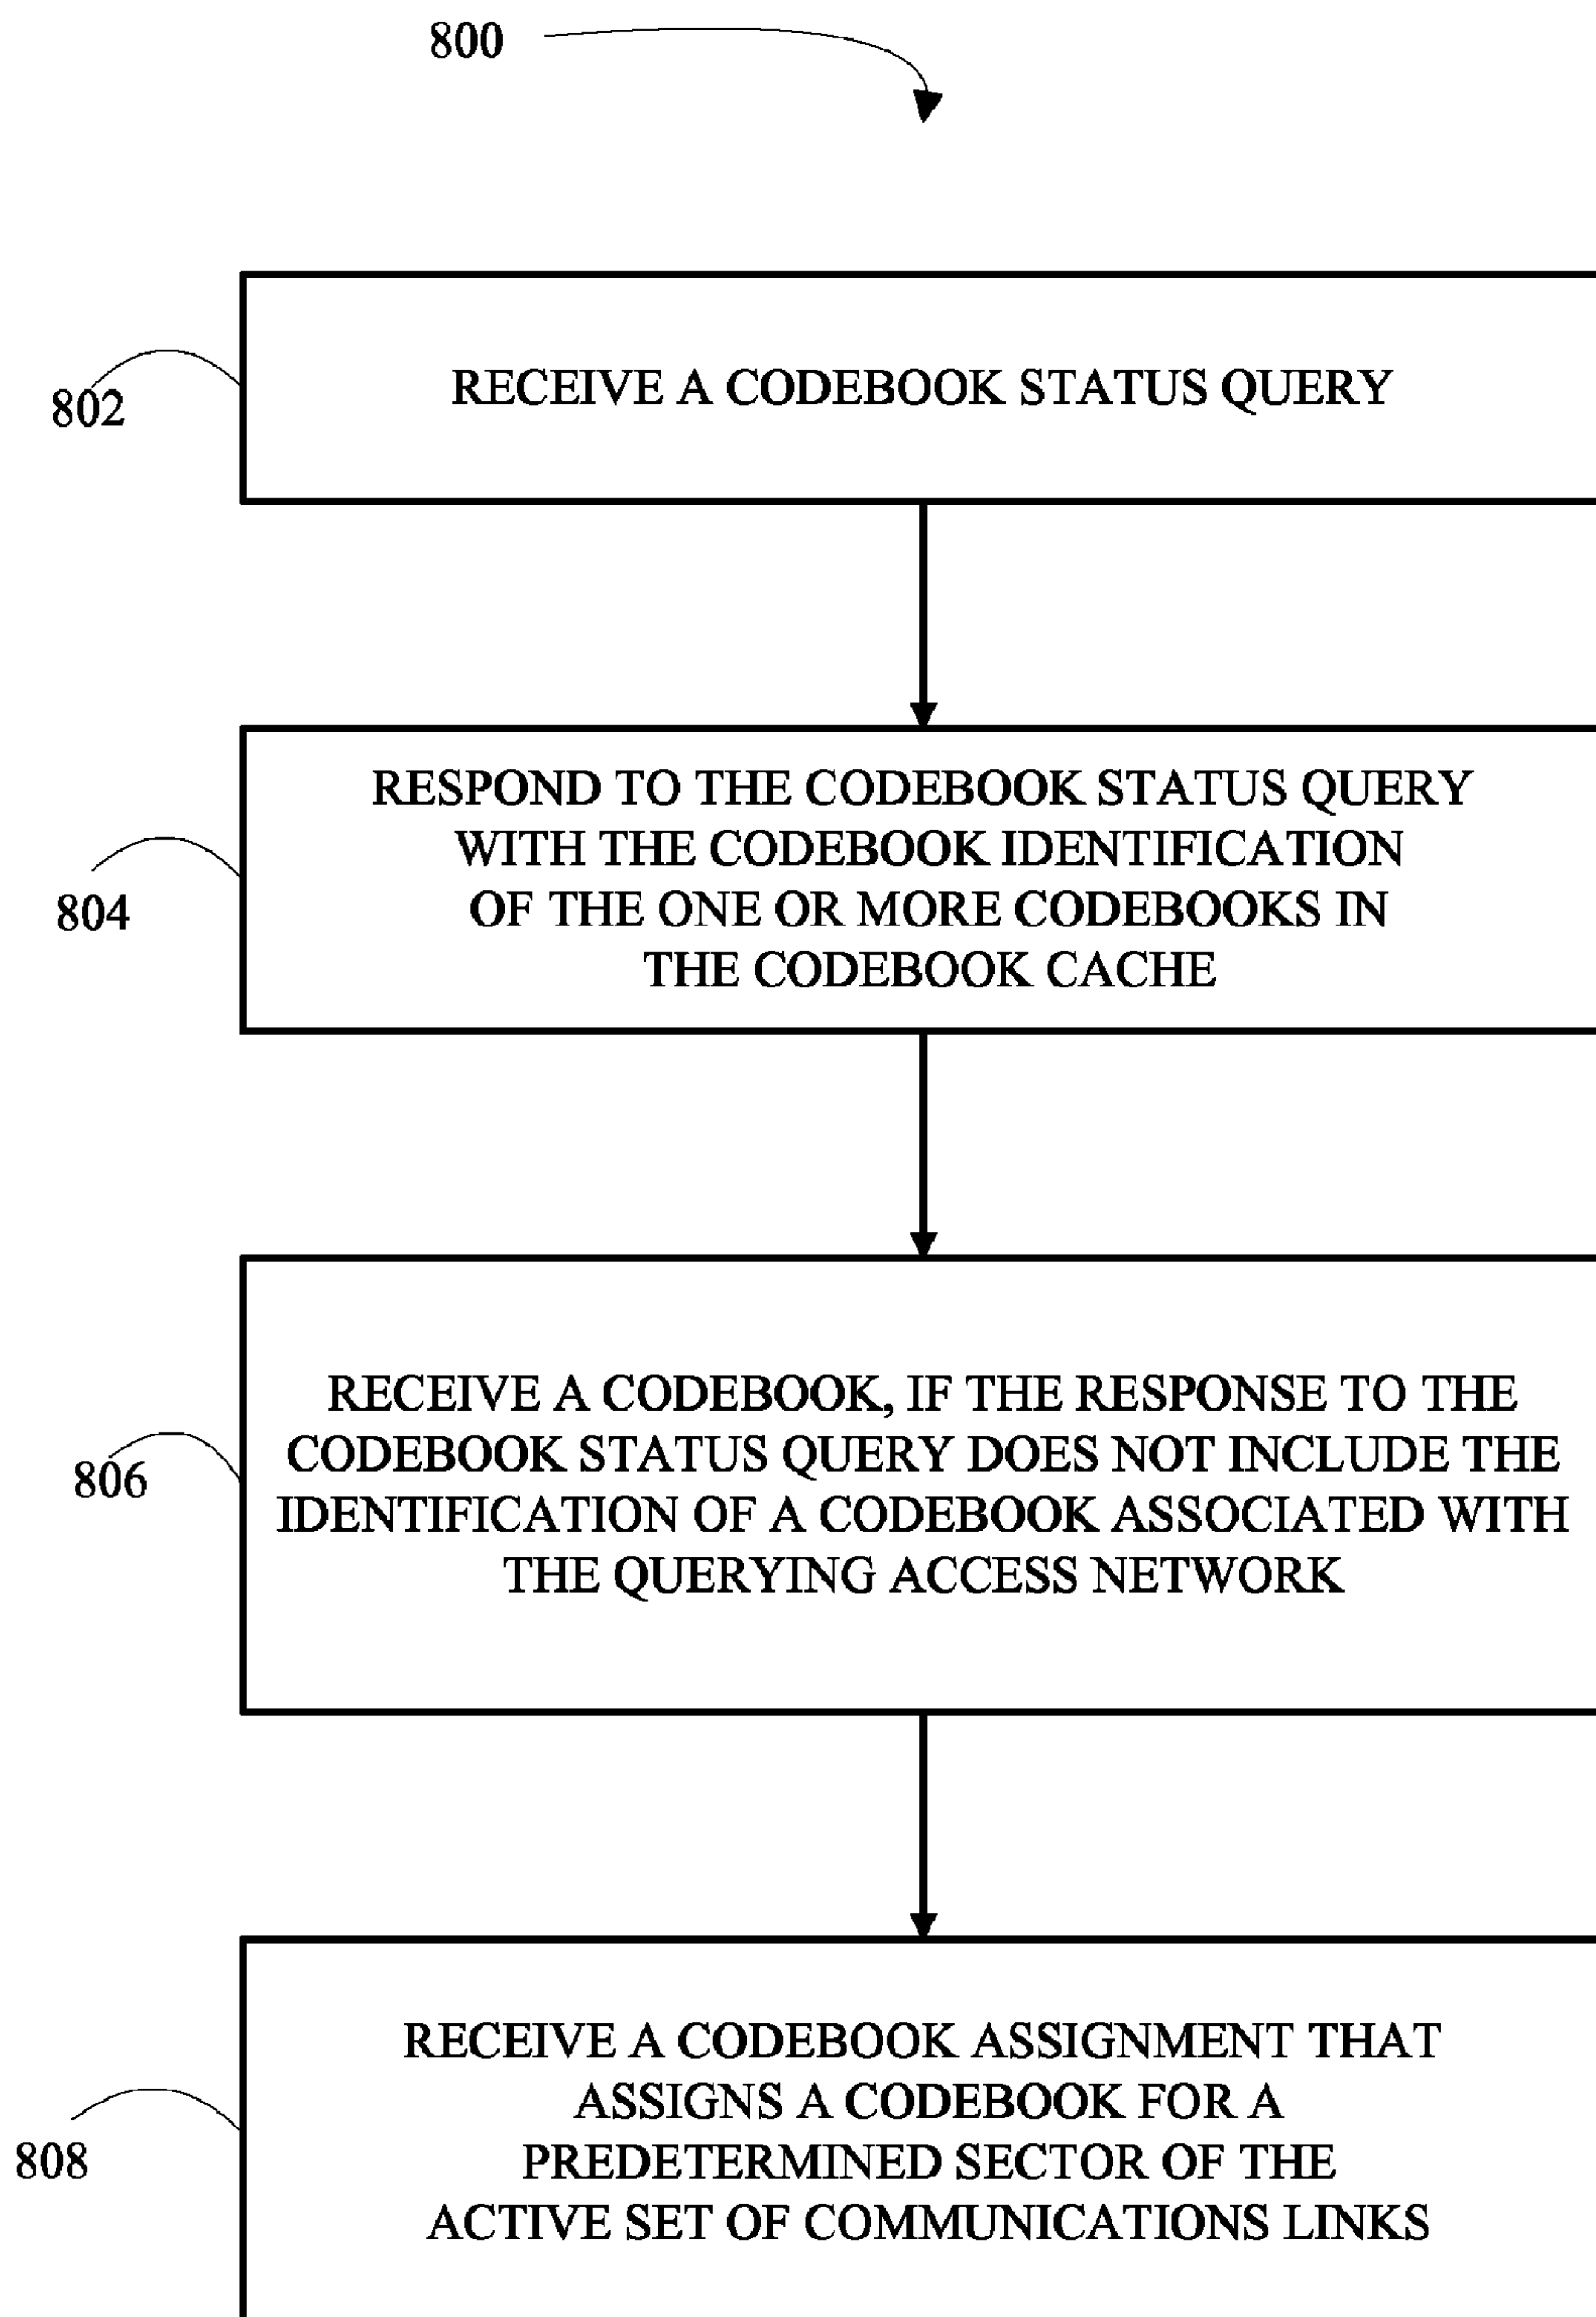 800
802
RECEIVE A CODEBOOK STATUS QUERY
RESPOND TO THE CODEBOOK STATUS QUERY
WITH THE CODEBOOK IDENTIFICATION
OF THE ONE OR MORE CODEBOOKS IN
THE CODEBOOK CACHE
804
RECEIVE A CODEBOOK, IF THE RESPONSE TO THE
CODEBOOK STATUS QUERY DOES NOT INCLUDE THE
IDENTIFICATION OF A CODEBOOK ASSOCIATED WITH
THE QUERYING ACCESS NETWORK
806
RECEIVE A CODEBOOK ASSIGNMENT THAT
ASSIGNS A CODEBOOK FOR A
PREDETERMINED SECTOR OF THE
ACTIVE SET OF COMMUNICATIONS LINKS
808